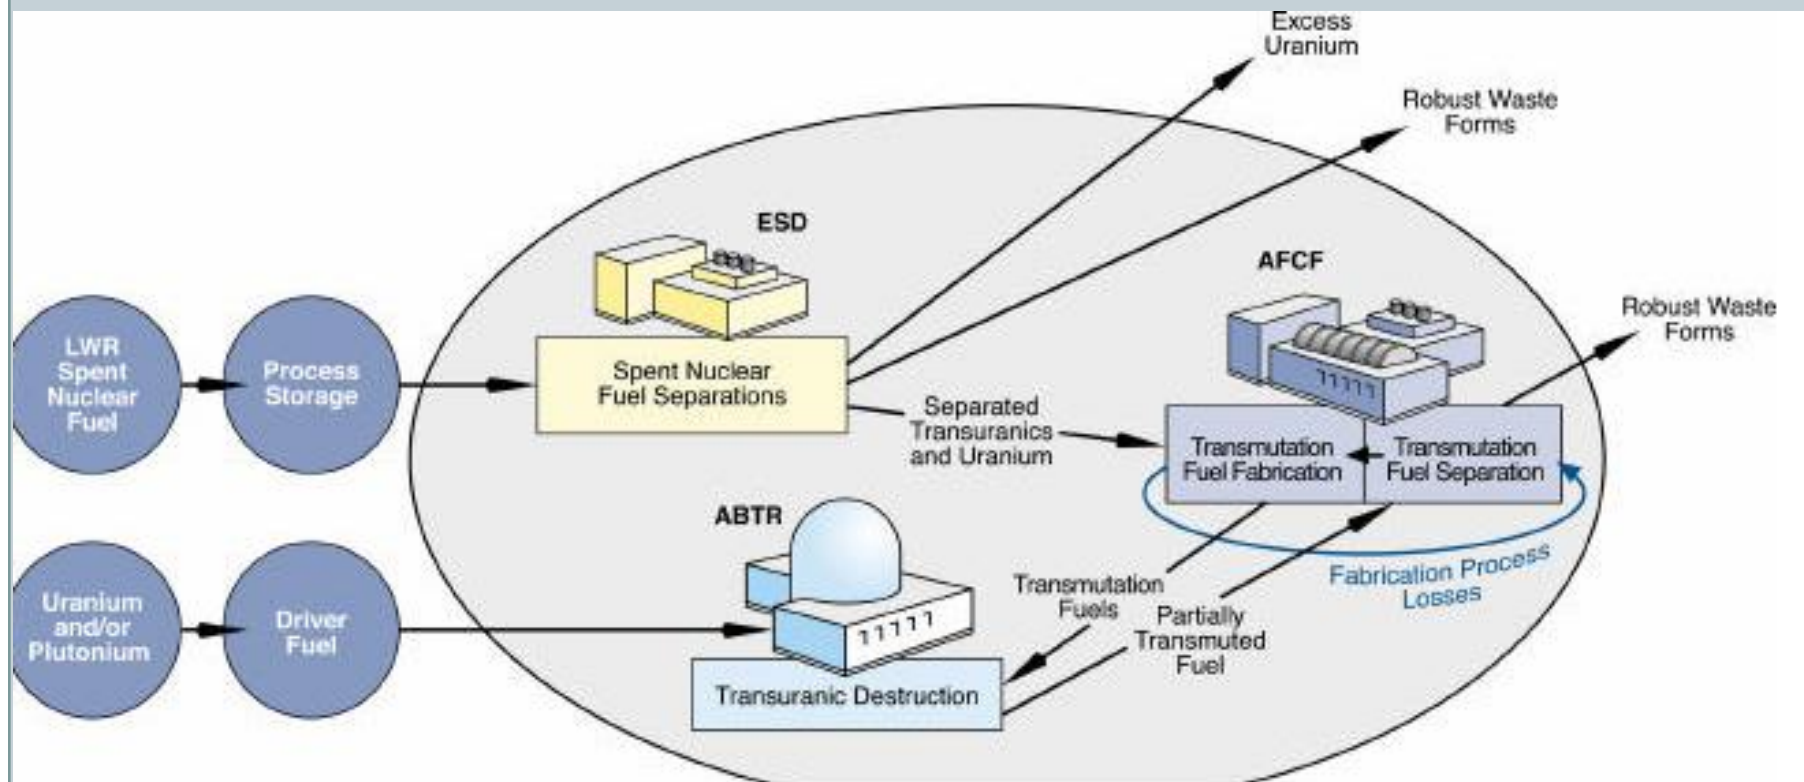 Excess
Uranium
Robust Waste
Forms
ESD
AFCF
Robust Waste
Forms
LWR
Spent
Nuclear
Fuel
Process
Storage
Spent Nuclear
Fuel Separations
Separated
Transuranics
and Uranium
Transmutation
Fuel Fabrication
Transmutation
Fuel Separation
ABTR
Fabrication Process
Losses
Transmutation
Fuels
Partially
Transmuted
Fuel
Uranium
and/or
Plutonium
Driver
Fuel
Transuranic Destruction